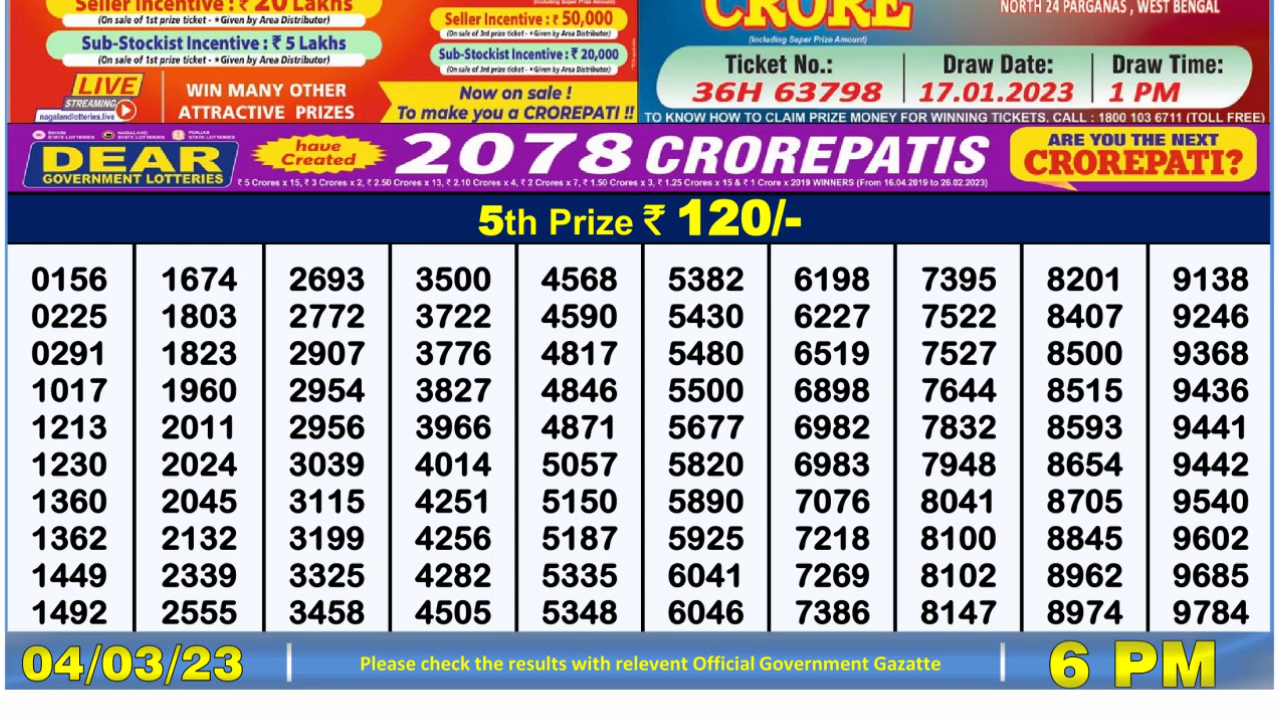 Seller Incentive : ₹ 20 Lakhs
(On sale of 1st prize ticket - *Given by Area Distributor)
Sub-Stockist Incentive : ₹ 5 Lakhs
(On sale of 1st prize ticket - *Given by Area Distributor)
LIVE
STREAMING
nagalandlotteries.live
WIN MANY OTHER
ATTRACTIVE PRIZES
(Including Super Prize Amount)
Seller Incentive : ₹ 50,000
(On sale of 3rd prize ticket - *Given by Area Distributor)
Sub-Stockist Incentive : ₹ 20,000
(On sale of 3rd prize ticket - *Given by Area Distributor)
Now on sale !
To make you a CROREPATI !!
CRORE
(Including Super Prize Amount)
NORTH 24 PARGANAS , WEST BENGAL
Ticket No.: Draw Date: Draw Time:
36H 63798 17.01.2023 1 PM
TO KNOW HOW TO CLAIM PRIZE MONEY FOR WINNING TICKETS, CALL : 1800 103 6711 (TOLL FREE)
SIKKIM STATE LOTTERIES NAGALAND STATE LOTTERIES PUNJAB STATE LOTTERIES
DEAR
GOVERNMENT LOTTERIES
have
Created
2078 CROREPATIS
₹ 5 Crores x 15, ₹ 3 Crores x 2, ₹ 2.50 Crores x 13, ₹ 2.10 Crores x 4, ₹ 2 Crores x 7, ₹ 1.50 Crores x 3, ₹ 1.25 Crores x 15 & ₹ 1 Crore x 2019 WINNERS (From 16.04.2019 to 26.02.2023)
ARE YOU THE NEXT
CROREPATI?
5th Prize ₹ 120/-
0156 1674 2693 3500 4568 5382 6198 7395 8201 9138
0225 1803 2772 3722 4590 5430 6227 7522 8407 9246
0291 1823 2907 3776 4817 5480 6519 7527 8500 9368
1017 1960 2954 3827 4846 5500 6898 7644 8515 9436
1213 2011 2956 3966 4871 5677 6982 7832 8593 9441
1230 2024 3039 4014 5057 5820 6983 7948 8654 9442
1360 2045 3115 4251 5150 5890 7076 8041 8705 9540
1362 2132 3199 4256 5187 5925 7218 8100 8845 9602
1449 2339 3325 4282 5335 6041 7269 8102 8962 9685
1492 2555 3458 4505 5348 6046 7386 8147 8974 9784
04/03/23 Please check the results with relevent Official Government Gazatte 6 PM